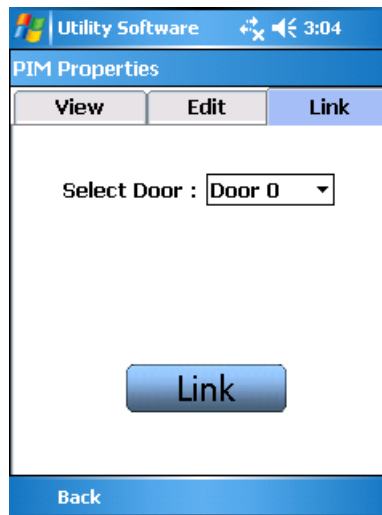 Utility Software 3:04
PIM Properties
View Edit Link
Select Door : Door 0
Link
Back